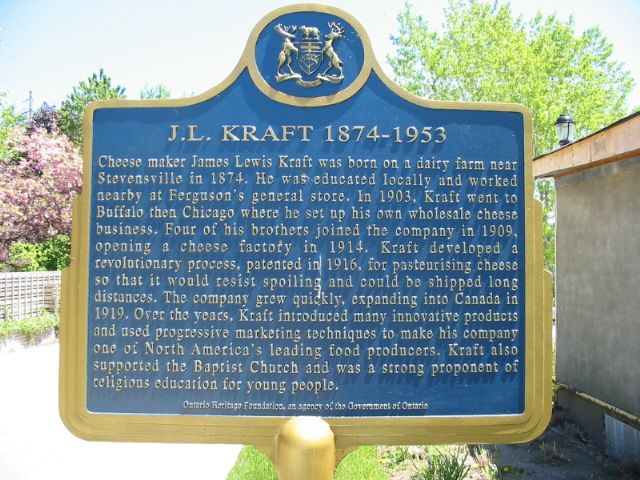 J.L. KRAFT 1874-1953
Cheese maker James Lewis Kraft was born on a dairy farm near
Stevensville in 1874. He was educated locally and worked
nearby at Ferguson's general store. In 1903, Kraft went to
Buffalo then Chicago where he set up his own wholesale cheese
business. Four of his brothers joined the company in 1909,
opening a cheese factory in 1914. Kraft developed a
revolutionary process, patented in 1916, for pasteurising cheese
so that it would resist spoiling and could be shipped long
distances. The company grew quickly, expanding into Canada in
1919. Over the years, Kraft introduced many innovative products
and used progressive marketing techniques to make his company
one of North America's leading food producers. Kraft also
supported the Baptist Church and was a strong proponent of
religious education for young people.
Ontario Heritage Foundation, an agency of the Government of Ontario